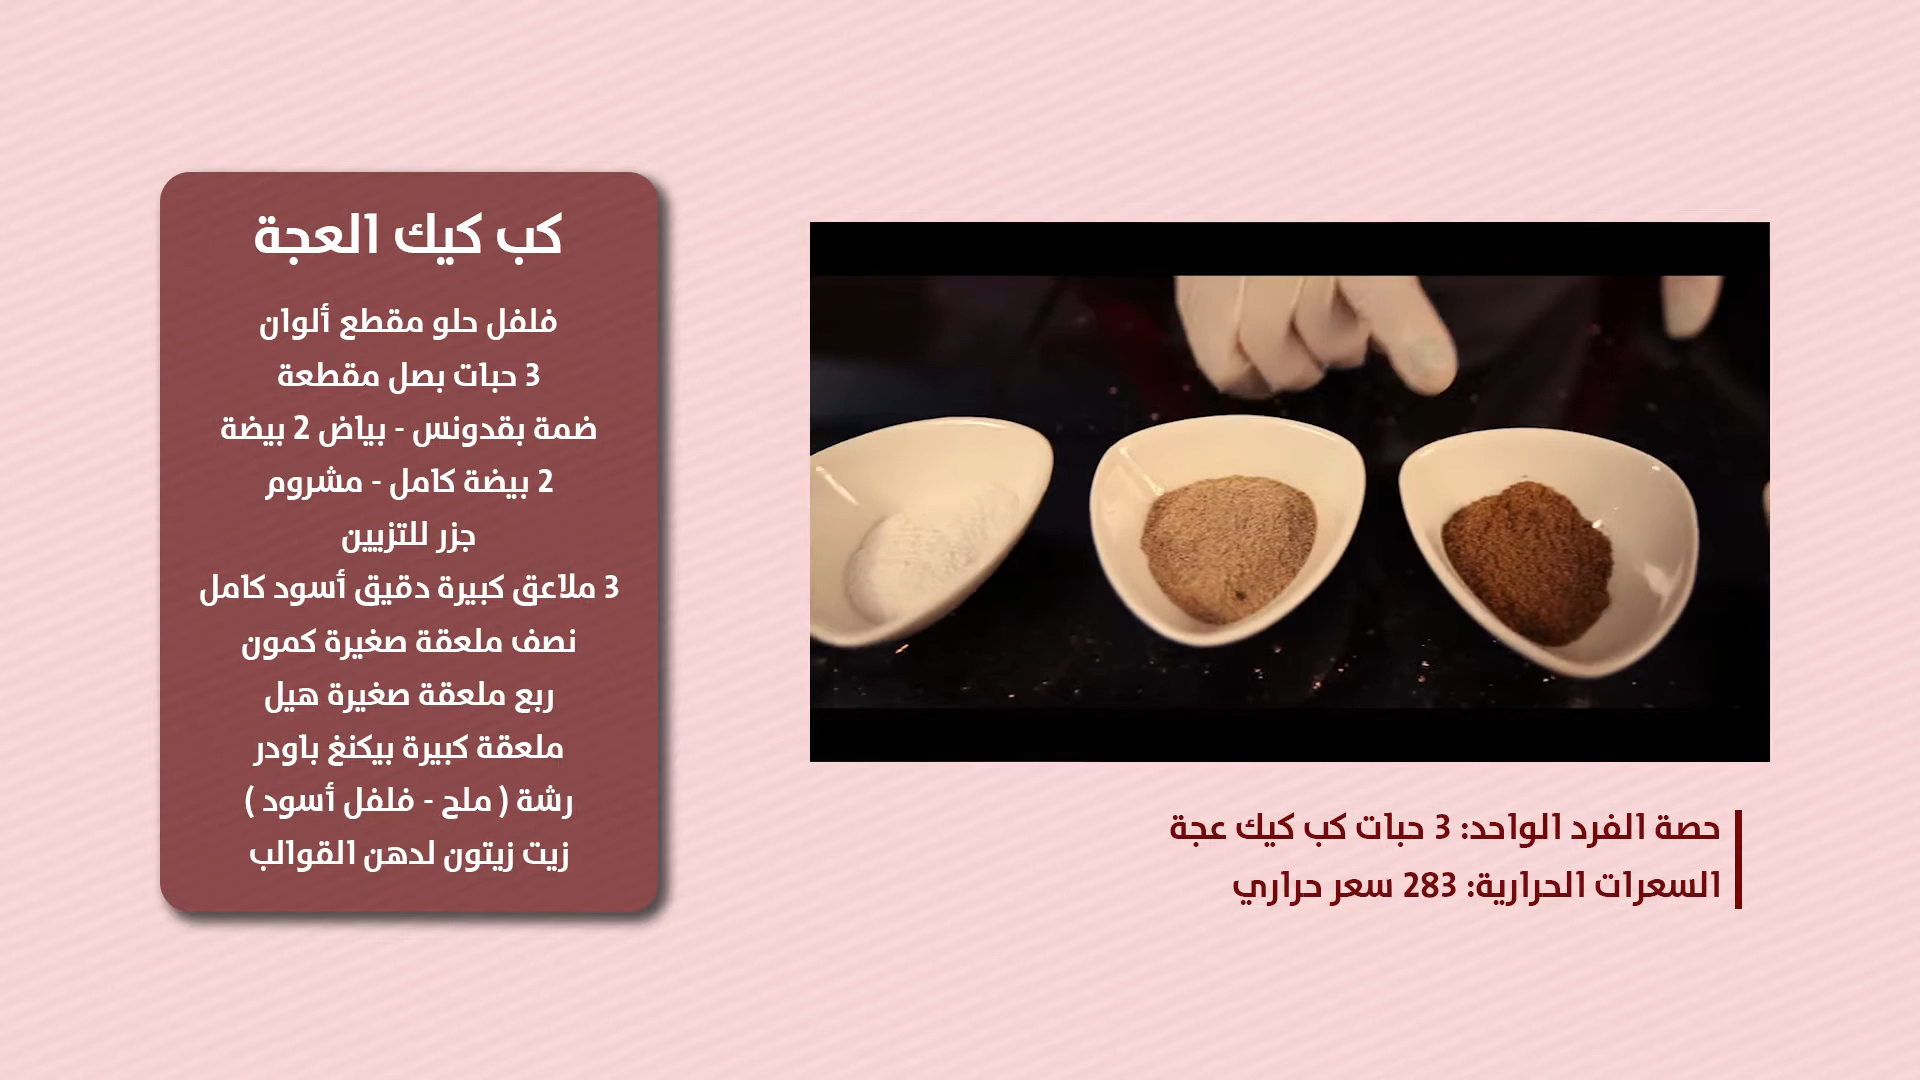 كب كيك العجة
فلفل حلو مقطع ألوان
3 حبات بصل مقطعة
ضمة بقدونس - بياض 2 بيضة
2 بيضة كامل - مشروم
جزر للتزيين
3 ملاعق كبيرة دقيق أسود كامل
نصف ملعقة صغيرة كمون
ربع ملعقة صغيرة هيل
ملعقة كبيرة بيكنغ باودر
رشة ( ملح - فلفل أسود )
زيت زيتون لدهن القوالب
حصة الفرد الواحد: 3 حبات كب كيك عجة
السعرات الحرارية: 283 سعر حراري